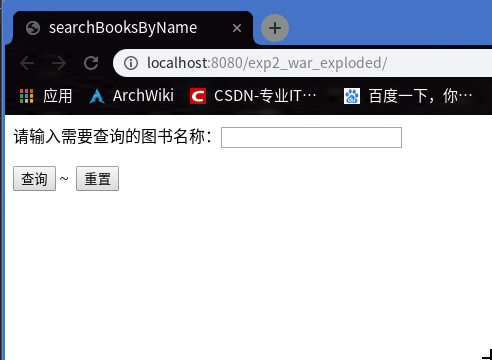 searchBooksByName
localhost:8080/exp2_war_exploded/
应用 ArchWiki CSDN-专业IT… 百度一下，你…
请输入需要查询的图书名称：
查询 ~ 重置